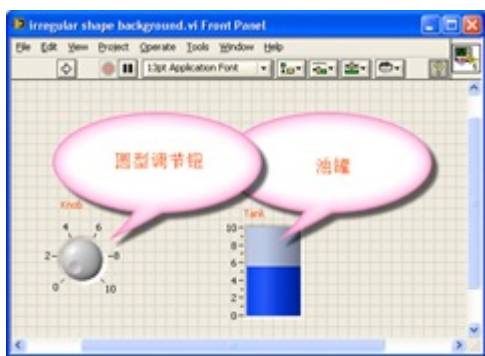 irregular shape background.vi Front Panel
File Edit View Project Operate Tools Window Help
13pt Application Font
圆型调节钮
油罐
Knob
Tank
4 6
2 8
0 10
10
8
6
4
2
0